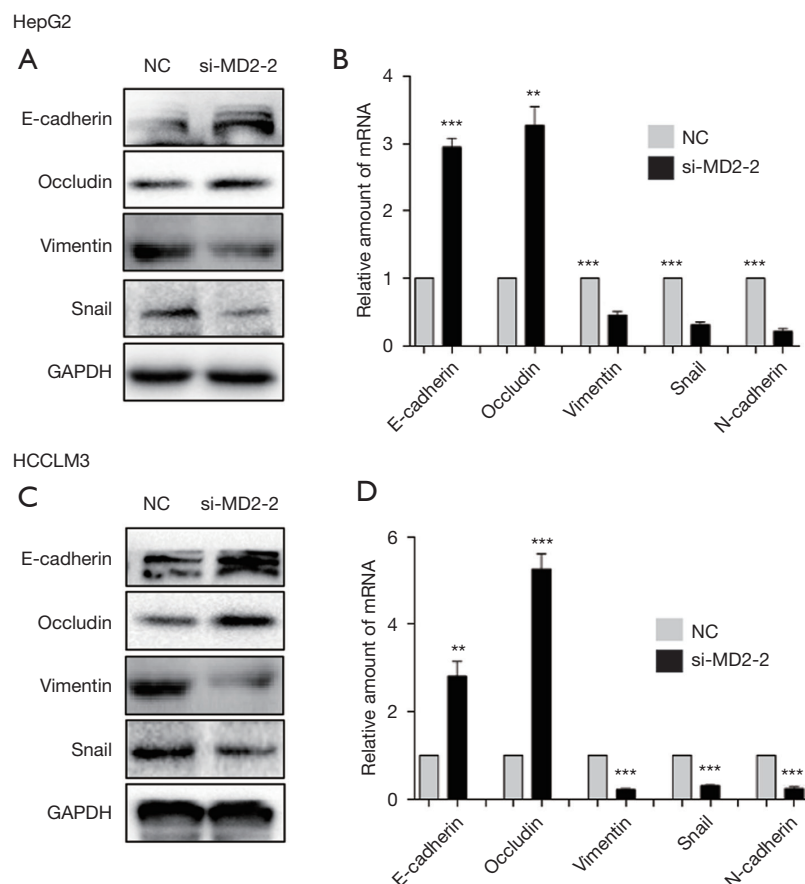 HepG2
A
NC si-MD2-2
E-cadherin
Occludin
Vimentin
Snail
GAPDH
B
Relative amount of mRNA
4
3
2
1
0
*** ** *** *** ***
NC
si-MD2-2
E-cadherin
Occludin
Vimentin
Snail
N-cadherin
HCCLM3
C
NC si-MD2-2
E-cadherin
Occludin
Vimentin
Snail
GAPDH
D
Relative amount of mRNA
6
4
2
0
** *** *** *** ***
NC
si-MD2-2
E-cadherin
Occludin
Vimentin
Snail
N-cadherin